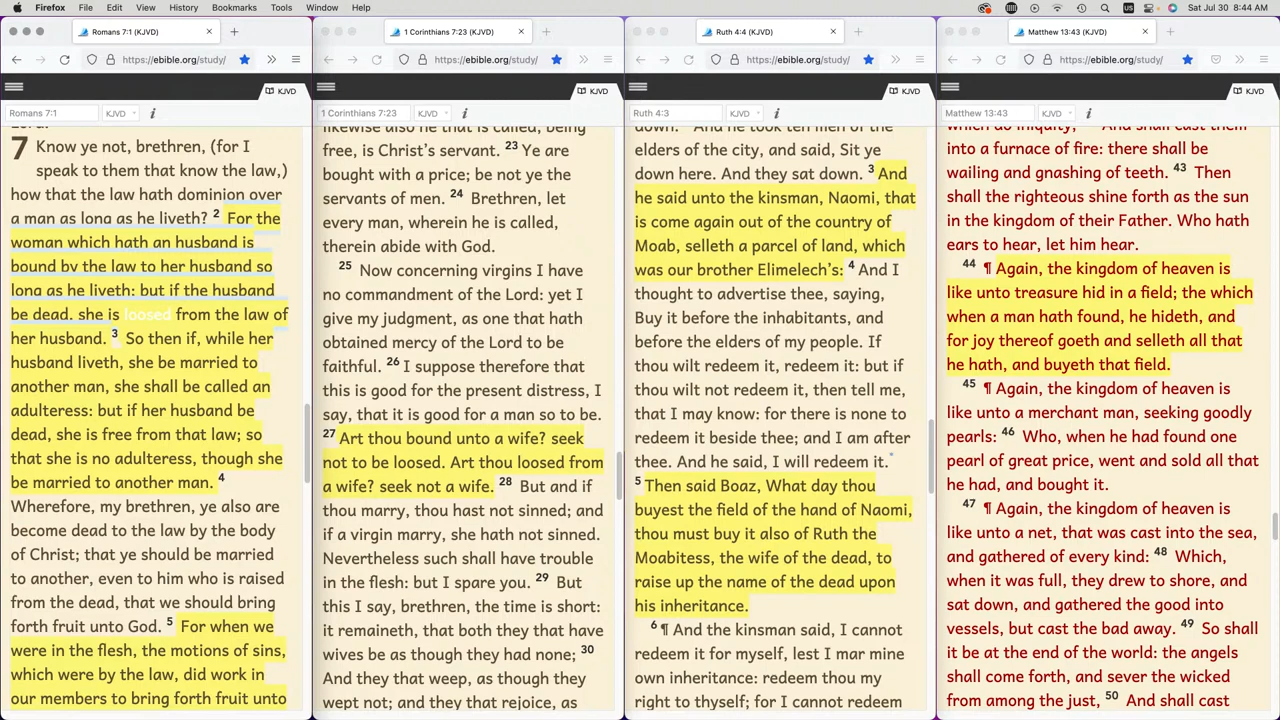 Firefox File Edit View History Bookmarks Tools Window Help
US
Sat Jul 30 8:44 AM
Romans 7:1 (KJVD)
https://ebible.org/study/
KJVD
Romans 7:1 KJVD i
7 Know ye not, brethren, (for I
speak to them that know the law,)
how that the law hath dominion over
a man as long as he liveth? 2 For the
woman which hath an husband is
bound by the law to her husband so
long as he liveth: but if the husband
be dead, she is loosed from the law of
her husband. 3 So then if, while her
husband liveth, she be married to
another man, she shall be called an
adulteress: but if her husband be
dead, she is free from that law; so
that she is no adulteress, though she
be married to another man. 4
Wherefore, my brethren, ye also are
become dead to the law by the body
of Christ; that ye should be married
to another, even to him who is raised
from the dead, that we should bring
forth fruit unto God. 5 For when we
were in the flesh, the motions of sins,
which were by the law, did work in
our members to bring forth fruit unto
1 Corinthians 7:23 (KJVD)
https://ebible.org/study/
KJVD
1 Corinthians 7:23 KJVD i
likewise also he that is called, being
free, is Christ’s servant. 23 Ye are
bought with a price; be not ye the
servants of men. 24 Brethren, let
every man, wherein he is called,
therein abide with God.
25 Now concerning virgins I have
no commandment of the Lord: yet I
give my judgment, as one that hath
obtained mercy of the Lord to be
faithful. 26 I suppose therefore that
this is good for the present distress, I
say, that it is good for a man so to be.
27 Art thou bound unto a wife? seek
not to be loosed. Art thou loosed from
a wife? seek not a wife. 28 But and if
thou marry, thou hast not sinned; and
if a virgin marry, she hath not sinned.
Nevertheless such shall have trouble
in the flesh: but I spare you. 29 But
this I say, brethren, the time is short:
it remaineth, that both they that have
wives be as though they had none; 30
And they that weep, as though they
wept not; and they that rejoice, as
Ruth 4:4 (KJVD)
https://ebible.org/study/
KJVD
Ruth 4:3 KJVD i
down. And he took ten men of the
elders of the city, and said, Sit ye
down here. And they sat down. 3 And
he said unto the kinsman, Naomi, that
is come again out of the country of
Moab, selleth a parcel of land, which
was our brother Elimelech’s: 4 And I
thought to advertise thee, saying,
Buy it before the inhabitants, and
before the elders of my people. If
thou wilt redeem it, redeem it: but if
thou wilt not redeem it, then tell me,
that I may know: for there is none to
redeem it beside thee; and I am after
thee. And he said, I will redeem it.*
5 Then said Boaz, What day thou
buyest the field of the hand of Naomi,
thou must buy it also of Ruth the
Moabitess, the wife of the dead, to
raise up the name of the dead upon
his inheritance.
6 ¶ And the kinsman said, I cannot
redeem it for myself, lest I mar mine
own inheritance: redeem thou my
right to thyself; for I cannot redeem
Matthew 13:43 (KJVD)
https://ebible.org/study/
KJVD
Matthew 13:43 KJVD i
which do iniquity; And shall cast them
into a furnace of fire: there shall be
wailing and gnashing of teeth. 43 Then
shall the righteous shine forth as the sun
in the kingdom of their Father. Who hath
ears to hear, let him hear.
44 ¶ Again, the kingdom of heaven is
like unto treasure hid in a field; the which
when a man hath found, he hideth, and
for joy thereof goeth and selleth all that
he hath, and buyeth that field.
45 ¶ Again, the kingdom of heaven is
like unto a merchant man, seeking goodly
pearls: 46 Who, when he had found one
pearl of great price, went and sold all that
he had, and bought it.
47 ¶ Again, the kingdom of heaven is
like unto a net, that was cast into the sea,
and gathered of every kind: 48 Which,
when it was full, they drew to shore, and
sat down, and gathered the good into
vessels, but cast the bad away. 49 So shall
it be at the end of the world: the angels
shall come forth, and sever the wicked
from among the just, 50 And shall cast